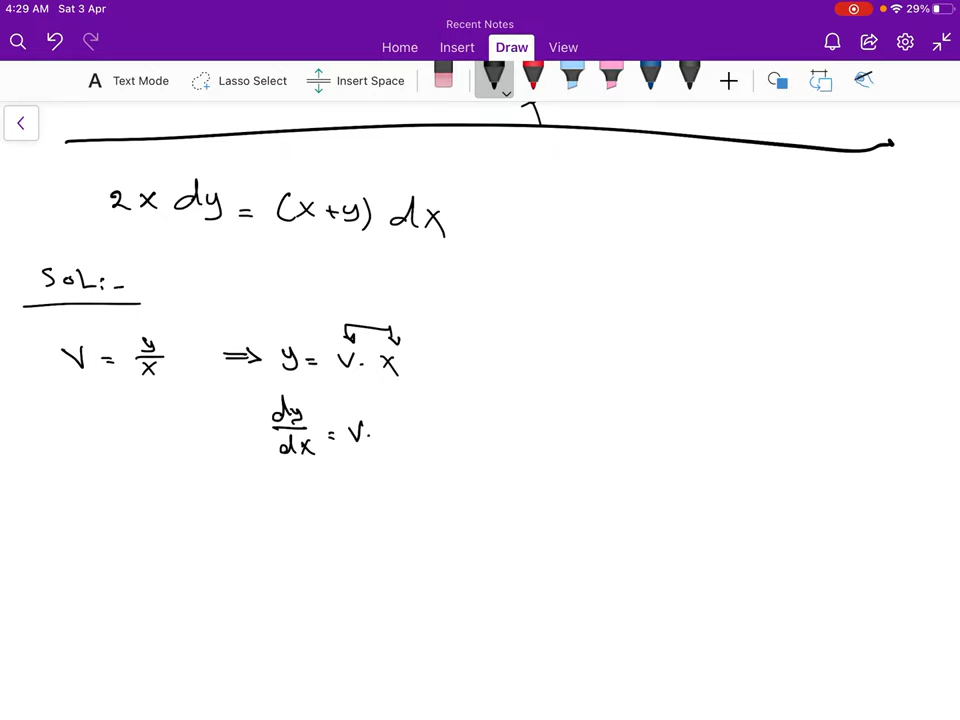 4:29 AM Sat 3 Apr 29%
Recent Notes
Home Insert Draw View
A Text Mode Lasso Select Insert Space
2x dy = (x+y) dx
SOL:-
V = y/x ⇒ y = V. x
dy/dx = V.